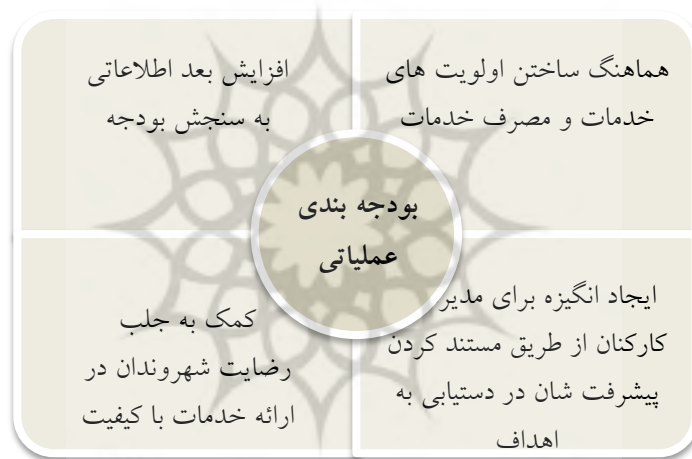 هماهنگ ساختن اولویت های
خدمات و مصرف خدمات
افزایش بعد اطلاعاتی
به سنجش بودجه
بودجه بندی
عملیاتی
ایجاد انگیزه برای مدیر
کارکنان از طریق مستند کردن
پیشرفت شان در دستیابی به
اهداف
کمک به جلب
رضایت شهروندان در
ارائه خدمات با کیفیت